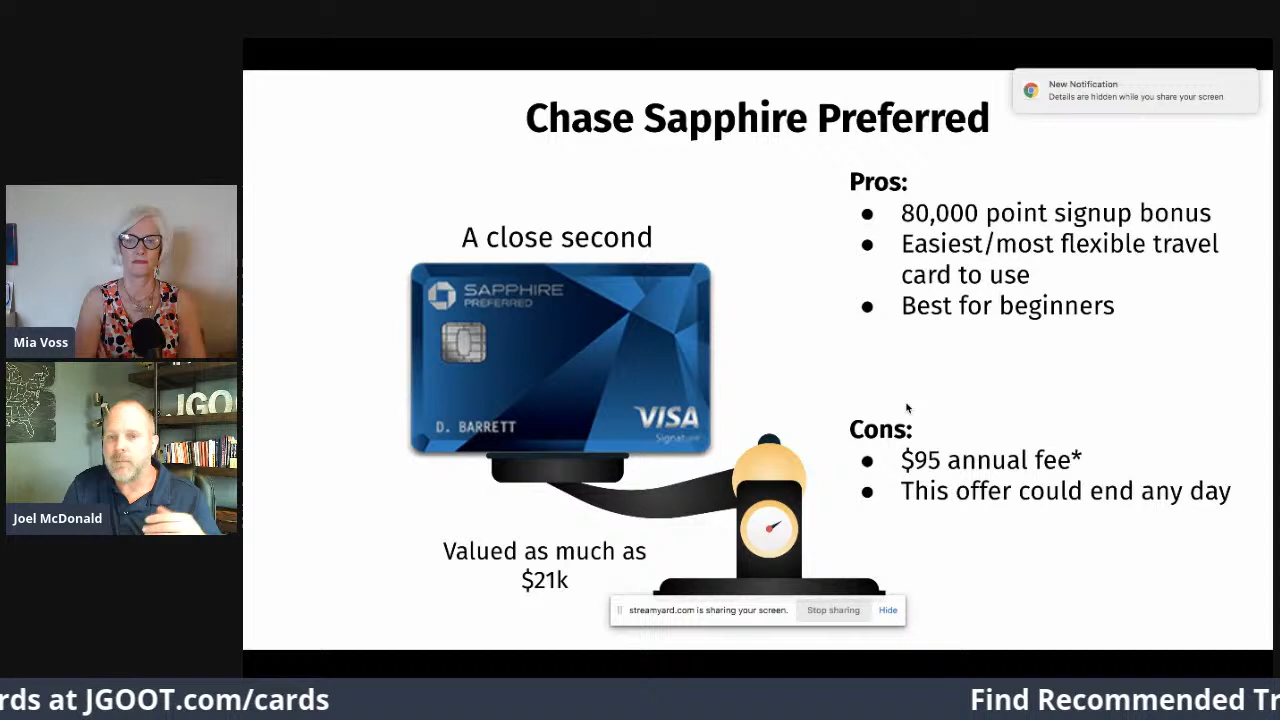 New Notification
Details are hidden while you share your screen
Chase Sapphire Preferred
Pros:
● 80,000 point signup bonus
● Easiest/most flexible travel
card to use
● Best for beginners
A close second
SAPPHIRE
PREFERRED
D. BARRETT
VISA
Signature
Mia Voss
JGOO
Joel McDonald
Cons:
● $95 annual fee*
● This offer could end any day
Valued as much as
$21k
streamyard.com is sharing your screen.
Stop sharing
Hide
rds at JGOOT.com/cards
Find Recommended Tr